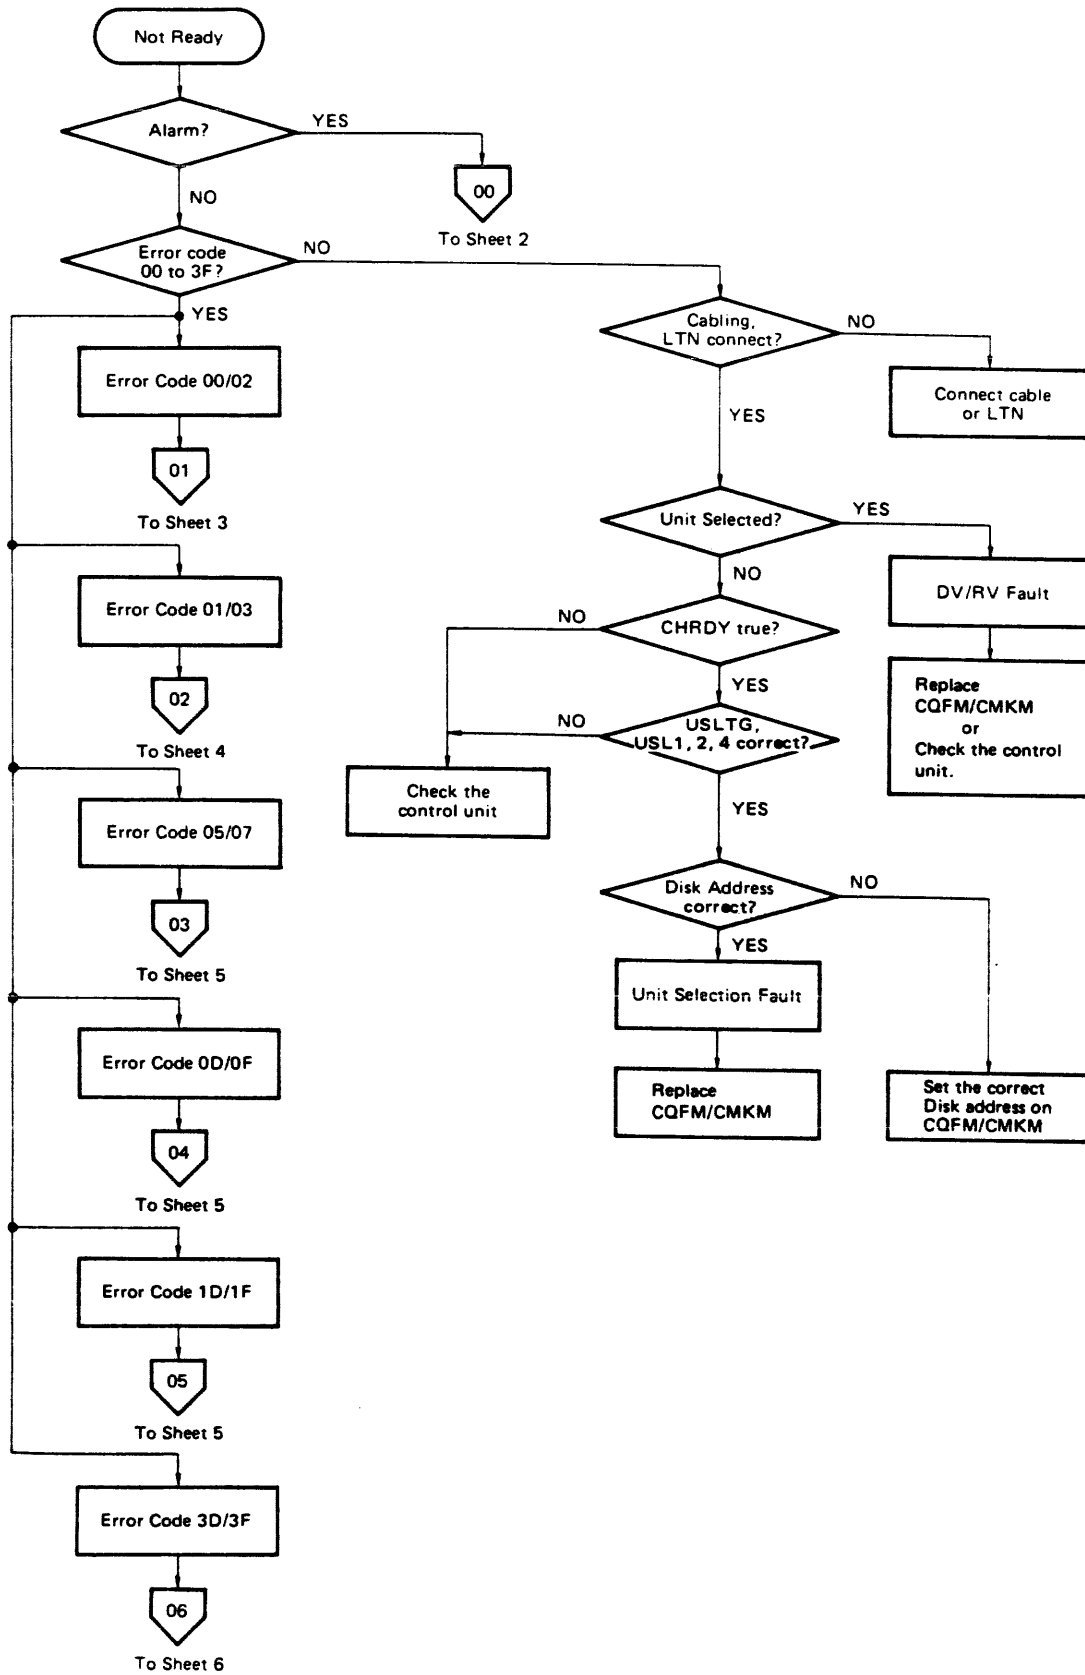 Not Ready
Alarm?
YES
00
To Sheet 2
NO
Error code
00 to 3F?
NO
YES
Error Code 00/02
01
To Sheet 3
Error Code 01/03
02
To Sheet 4
Error Code 05/07
03
To Sheet 5
Error Code 0D/0F
04
To Sheet 5
Error Code 1D/1F
05
To Sheet 5
Error Code 3D/3F
06
To Sheet 6
Cabling,
LTN connect?
NO
Connect cable
or LTN
YES
Unit Selected?
YES
DV/RV Fault
Replace
CQFM/CMKM
or
Check the control
unit.
NO
CHRDY true?
NO
YES
USLTG,
USL1, 2, 4 correct?
NO
Check the
control unit
YES
Disk Address
correct?
NO
YES
Unit Selection Fault
Replace
CQFM/CMKM
Set the correct
Disk address on
CQFM/CMKM